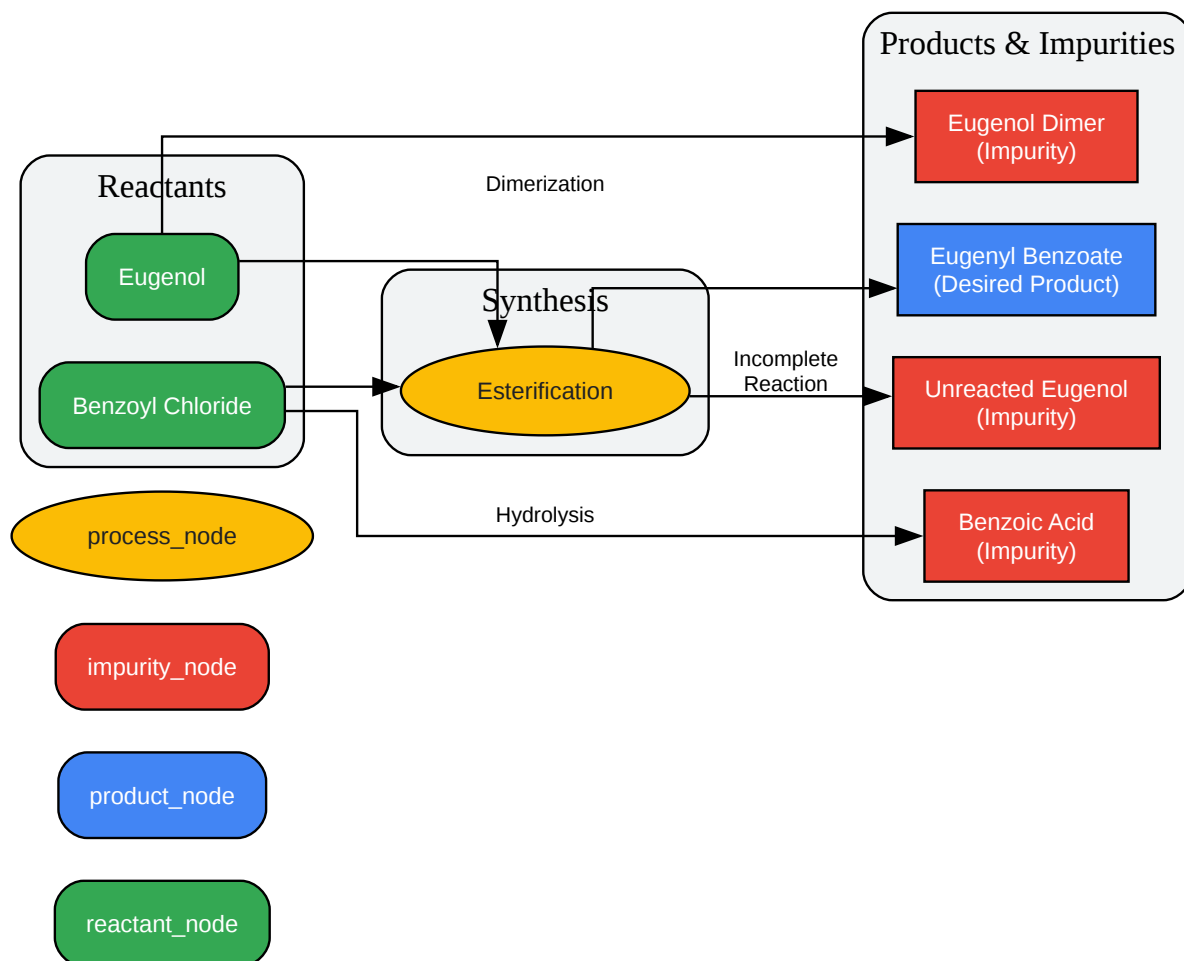 Products & Impurities
Eugenol Dimer
(Impurity)
Reactants
Dimerization
Eugenol
Eugenyl Benzoate
(Desired Product)
Synthesis
Incomplete
Reaction
Benzoyl Chloride
Esterification
Unreacted Eugenol
(Impurity)
Hydrolysis
Benzoic Acid
(Impurity)
process_node
impurity_node
product_node
reactant_node